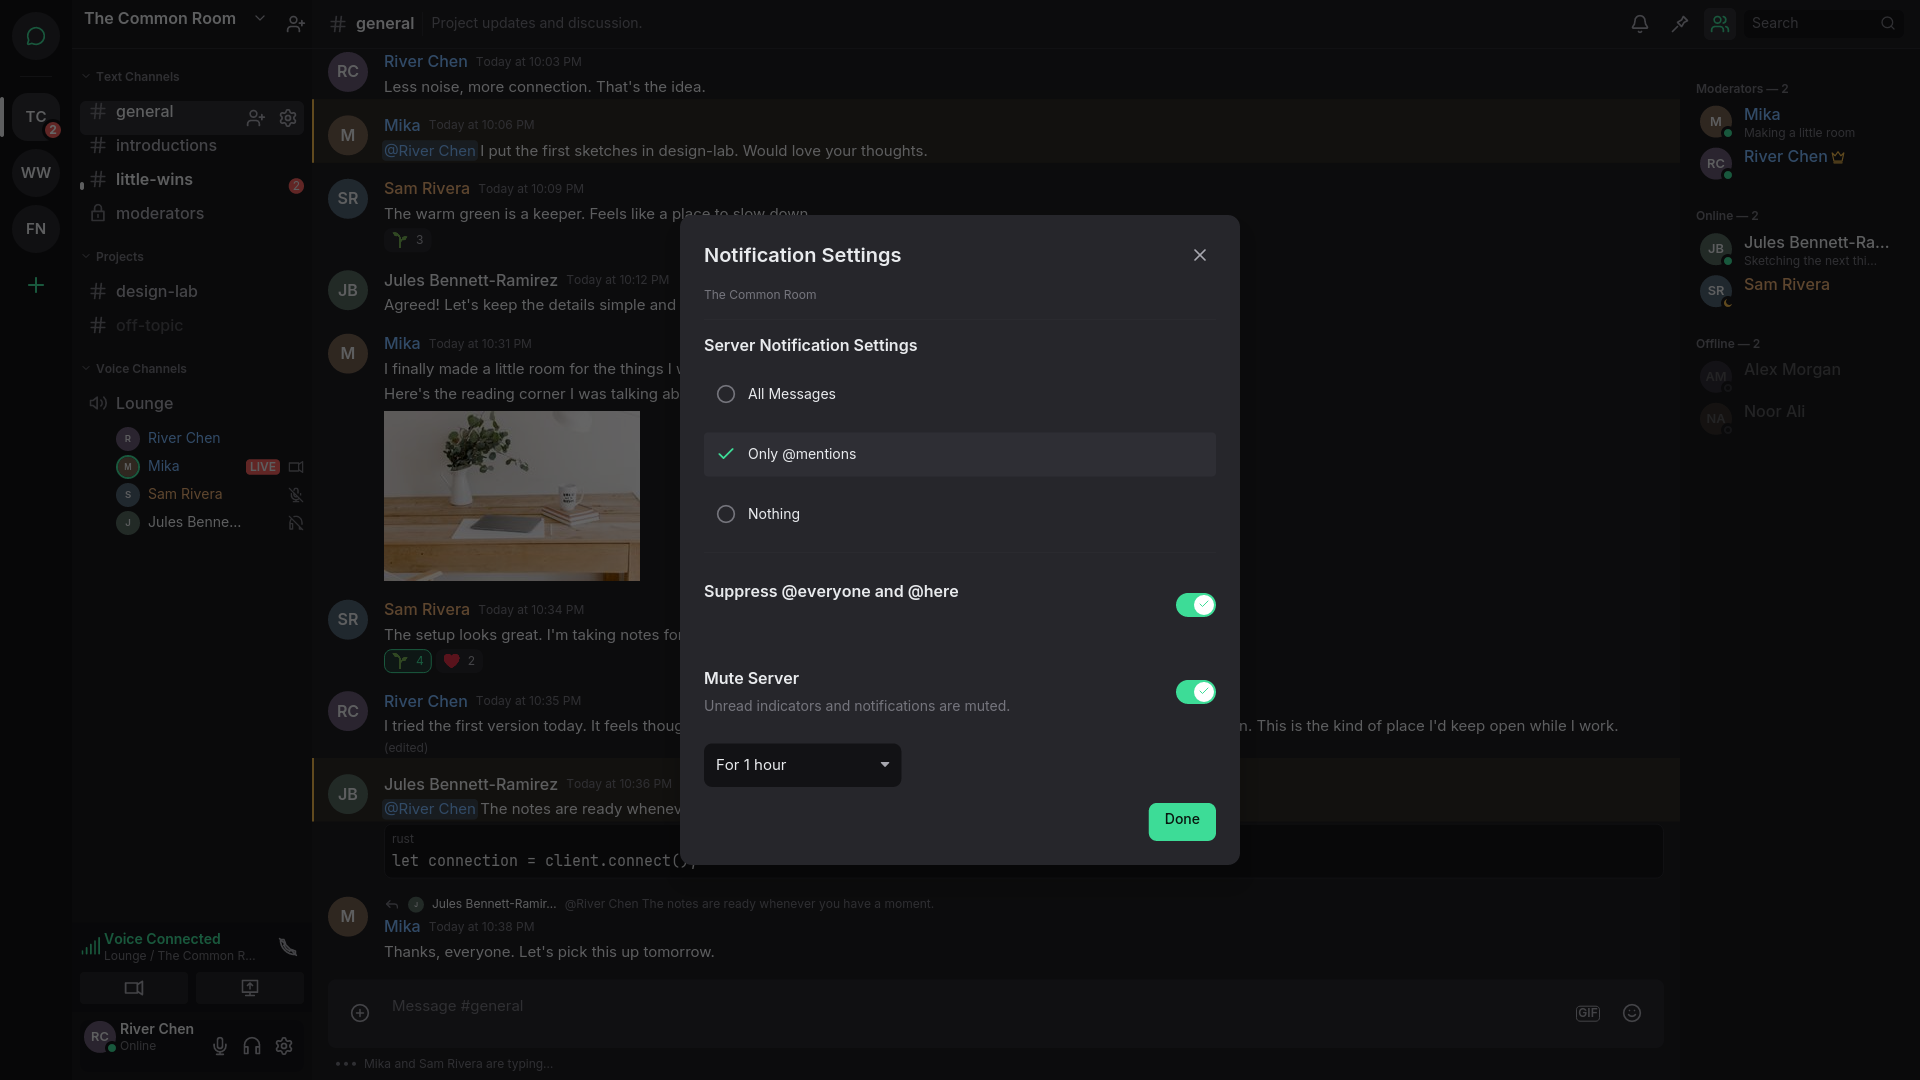 The Common Room
TC
2
WW
FN
Text Channels
general
introductions
little-wins
2
moderators
Projects
design-lab
off-topic
Voice Channels
Lounge
R
River Chen
M
Mika
LIVE
S
Sam Rivera
J
Jules Benne...
Voice Connected
Lounge / The Common R...
RC
River Chen
Online
general
Project updates and discussion.
Search
RC
River Chen Today at 10:03 PM
Less noise, more connection. That's the idea.
M
Mika Today at 10:06 PM
@River Chen I put the first sketches in design-lab. Would love your thoughts.
SR
Sam Rivera Today at 10:09 PM
The warm green is a keeper. Feels like a place to slow down.
3
JB
Jules Bennett-Ramirez Today at 10:12 PM
Agreed! Let's keep the details simple and
M
Mika Today at 10:31 PM
I finally made a little room for the things I
Here's the reading corner I was talking ab
SR
Sam Rivera Today at 10:34 PM
The setup looks great. I'm taking notes for
4
2
RC
River Chen Today at 10:35 PM
I tried the first version today. It feels thoug
n. This is the kind of place I'd keep open while I work.
(edited)
JB
Jules Bennett-Ramirez Today at 10:36 PM
@River Chen The notes are ready whenev
rust
let connection = client.connect();
J
Jules Bennett-Ramir... @River Chen The notes are ready whenever you have a moment.
M
Mika Today at 10:38 PM
Thanks, everyone. Let's pick this up tomorrow.
Message #general
GIF
Mika and Sam Rivera are typing...
Notification Settings
The Common Room
Server Notification Settings
All Messages
Only @mentions
Nothing
Suppress @everyone and @here
Mute Server
Unread indicators and notifications are muted.
For 1 hour
Done
Moderators — 2
M
Mika
Making a little room
RC
River Chen
Online — 2
JB
Jules Bennett-Ra...
Sketching the next thi...
SR
Sam Rivera
Offline — 2
AM
Alex Morgan
NA
Noor Ali